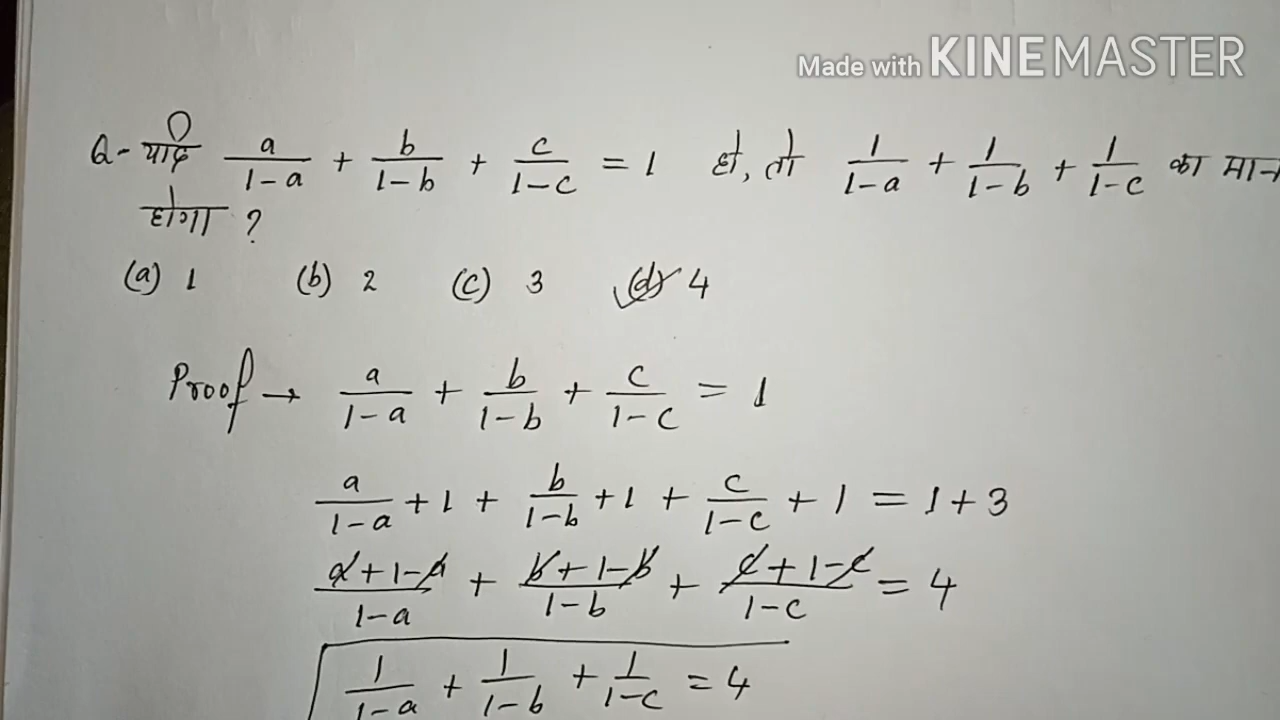 Made with KINEMASTER
Q- यदि a/1-a + b/1-b + c/1-c = 1 हो, तो 1/1-a + 1/1-b + 1/1-c का मान
होगा ?
(a) 1 (b) 2 (c) 3 (d) 4
Proof → a/1-a + b/1-b + c/1-c = 1
a/1-a + 1 + b/1-b + 1 + c/1-c + 1 = 1 + 3
a+1-a/1-a + b+1-b/1-b + c+1-c/1-c = 4
1/1-a + 1/1-b + 1/1-c = 4